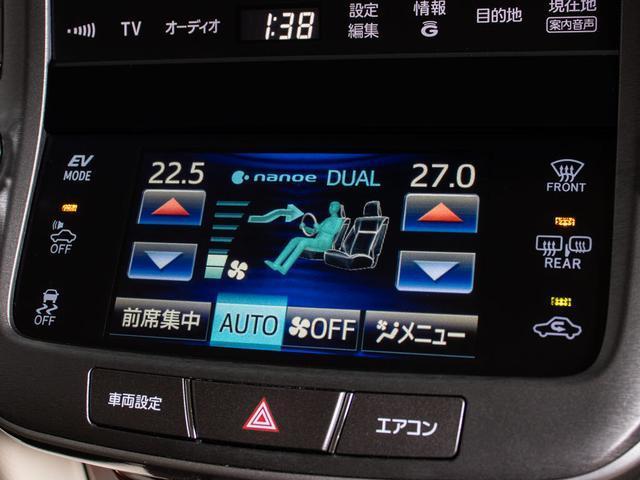 TV オーディオ 1:38 設定編集 情報 G 目的地 現在地 案内音声
EV MODE
22.5 nanoe DUAL 27.0
FRONT
OFF
REAR
OFF
前席集中 AUTO OFF メニュー
車両設定 エアコン